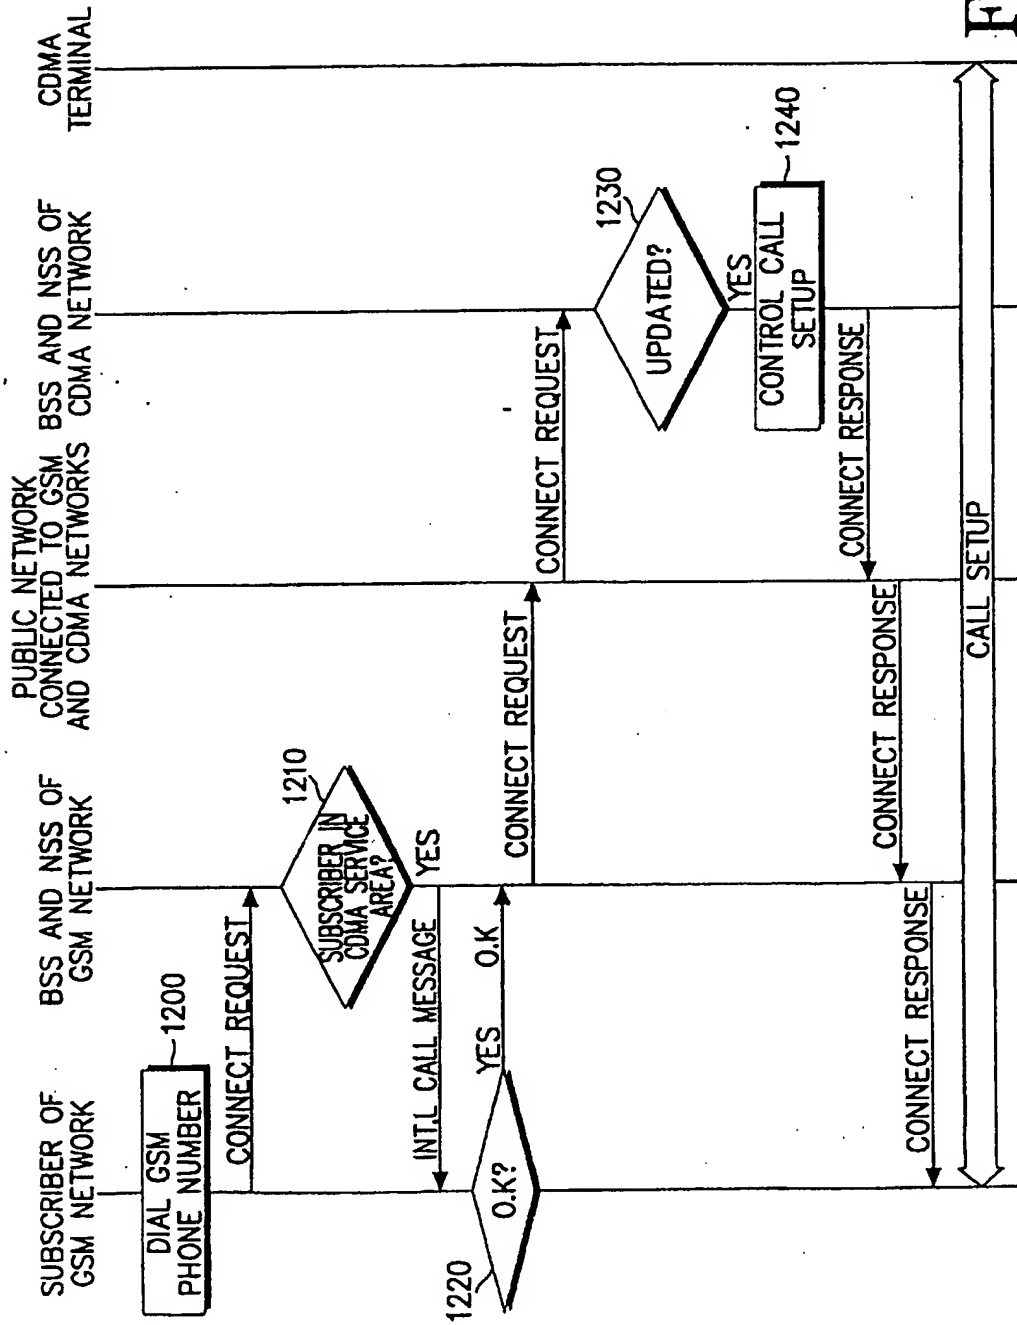 SUBSCRIBER OF
GSM NETWORK
BSS AND NSS OF
GSM NETWORK
PUBLIC NETWORK
CONNECTED TO GSM
AND CDMA NETWORKS
BSS AND NSS OF
CDMA NETWORK
CDMA
TERMINAL
DIAL GSM
PHONE NUMBER
1200
CONNECT REQUEST
SUBSCRIBER IN
CDMA SERVICE
AREA?
1210
YES
INT,L CALL MESSAGE
O.K?
1220
YES O.K
CONNECT REQUEST
CONNECT REQUEST
UPDATED?
1230
YES
CONTROL CALL
SETUP
1240
CONNECT RESPONSE
CONNECT RESPONSE
CONNECT RESPONSE
CALL SETUP
F